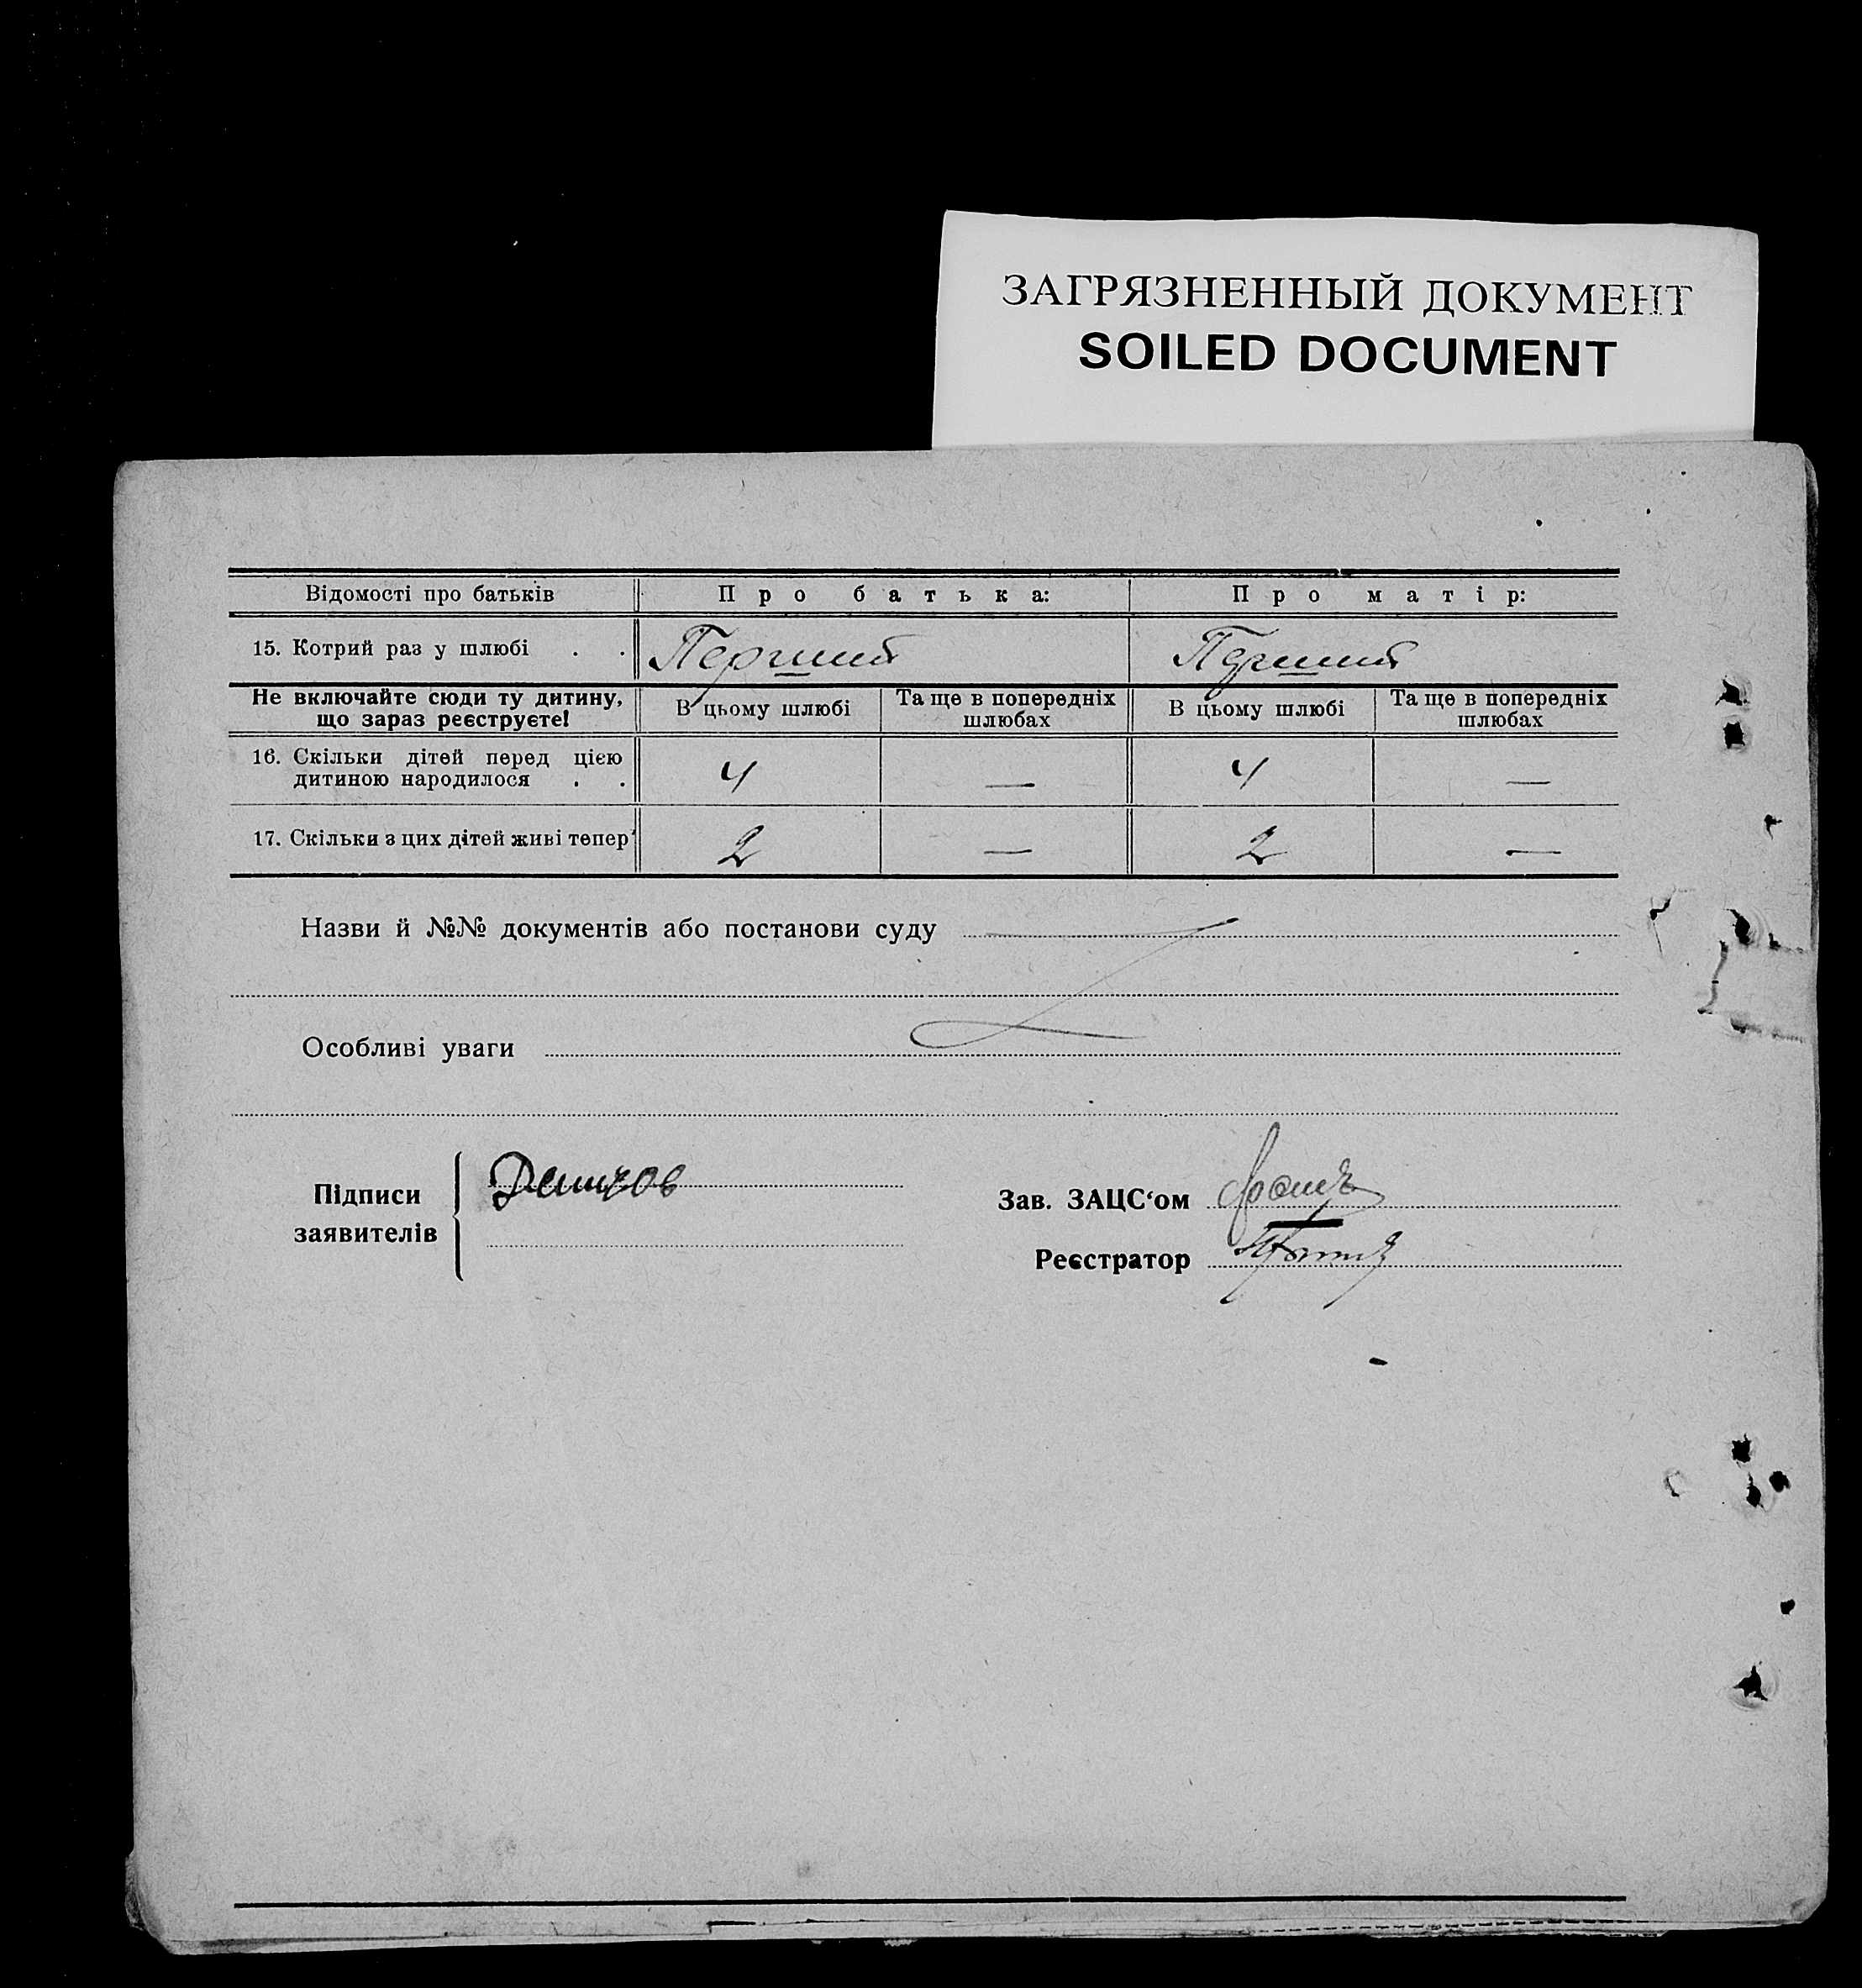 ЗАГРЯЗНЕННЫЙ ДОКУМЕНТ
SOILED DOCUMENT
Відомості про батьків Про батька: Про матір:
15. Котрий раз у шлюбі . . Перший Перший
Не включайте сюди ту дитину, що зараз реєструєте! В цьому шлюбі Та ще в попередніх шлюбах В цьому шлюбі Та ще в попередніх шлюбах
16. Скільки дітей перед цією дитиною народилося . . 4 — 4 —
17. Скільки з цих дітей живі тепер 2 — 2 —
Назви й №№ документів або постанови суду
Особливі уваги
Підписи заявителів
Зав. ЗАЦС‘ом
Реєстратор